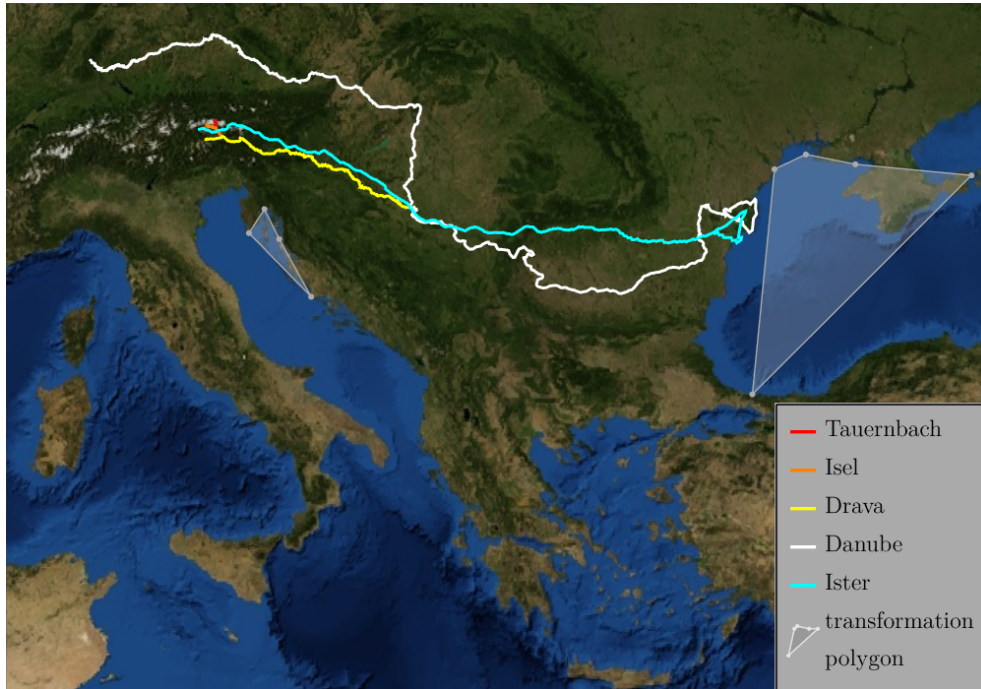 Tauernbach
Isel
Drava
Danube
Ister
transformation
polygon